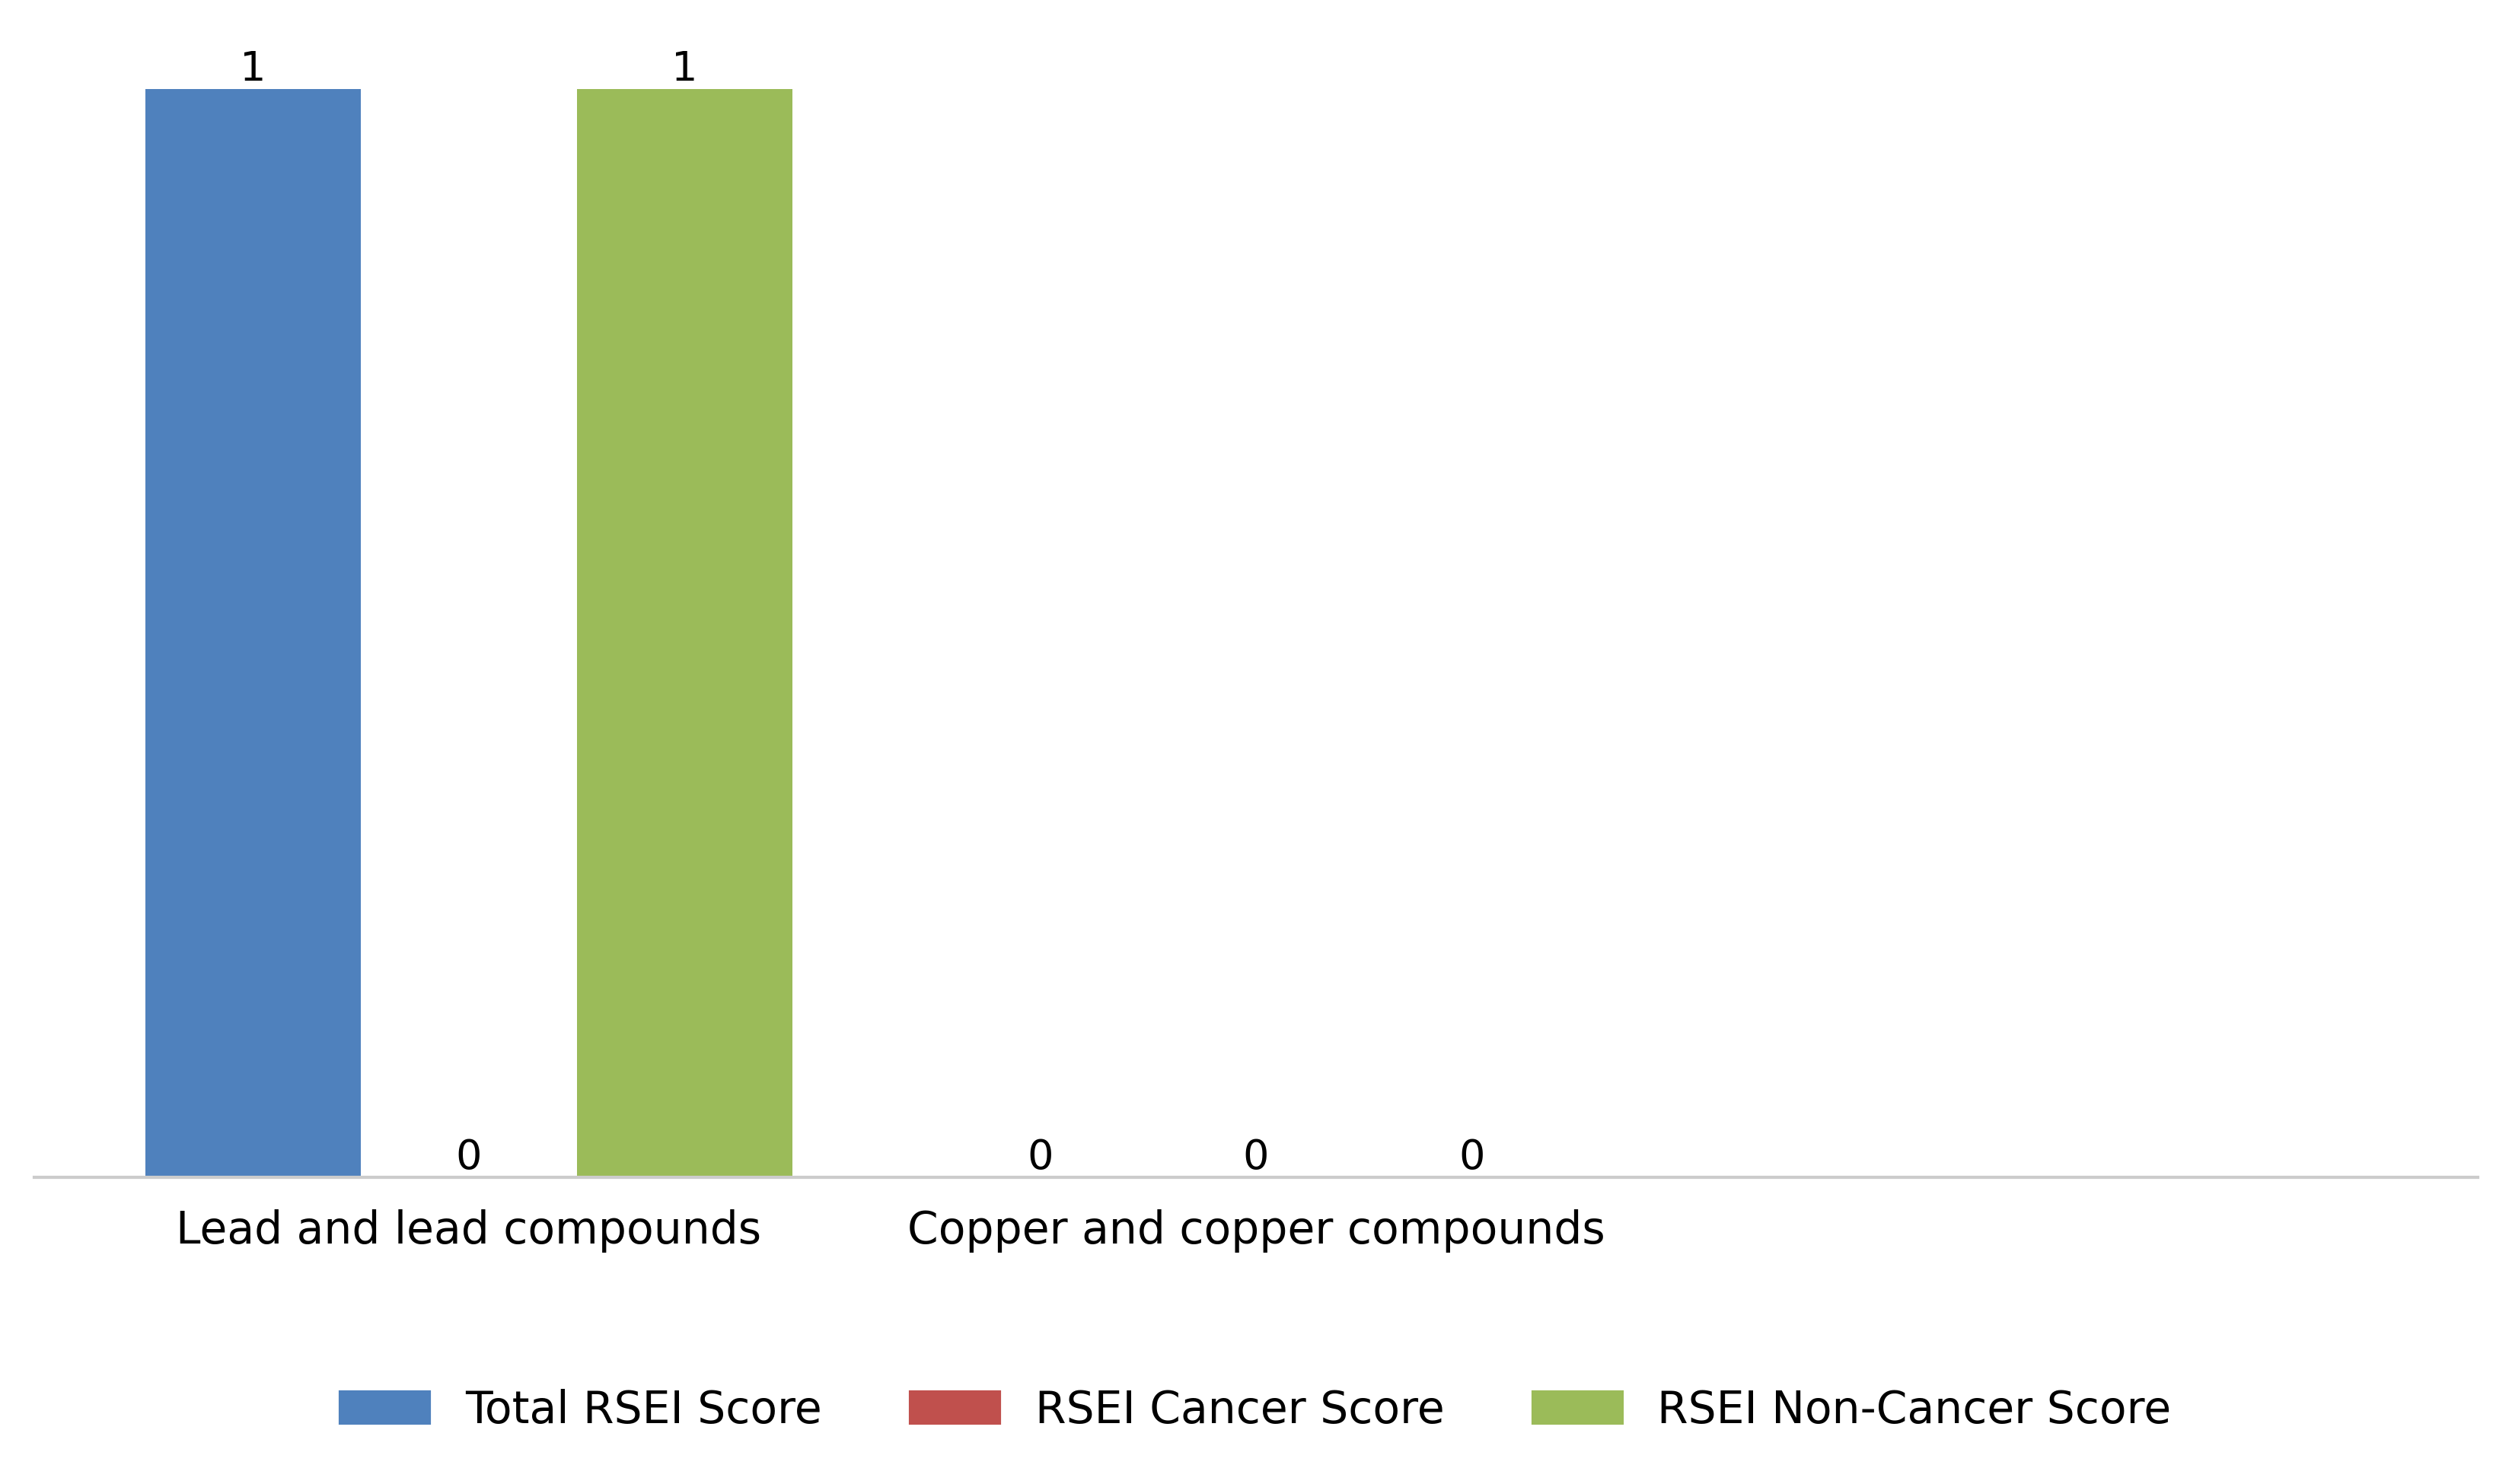 1 1
0 0 0 0
Lead and lead compounds Copper and copper compounds
Total RSEI Score RSEI Cancer Score RSEI Non-Cancer Score